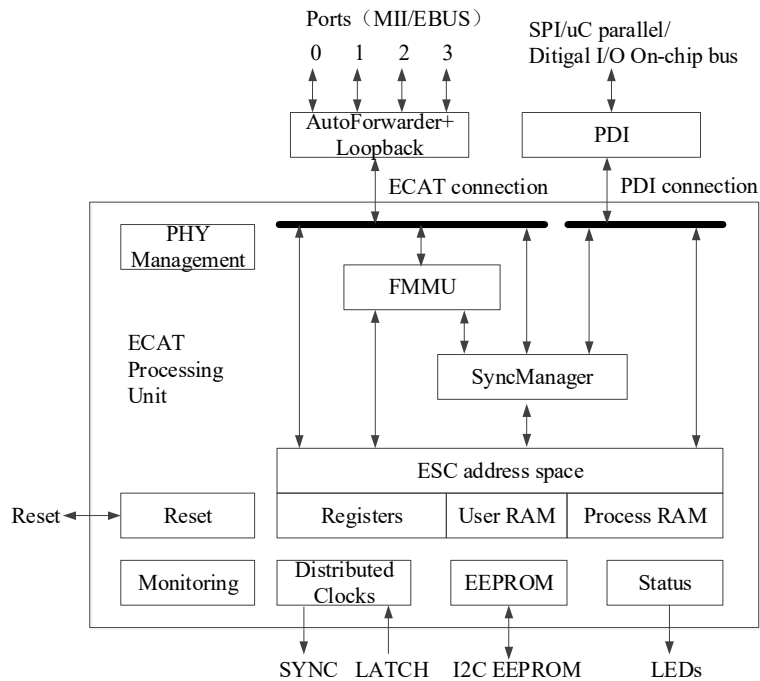 Ports（MII/EBUS）
0 1 2 3
SPI/uC parallel/
Ditigal I/O On-chip bus
AutoForwarder+
Loopback
PDI
ECAT connection
PDI connection
PHY
Management
FMMU
ECAT
Processing
Unit
SyncManager
ESC address space
Reset
Reset
Registers
User RAM
Process RAM
Monitoring
Distributed
Clocks
EEPROM
Status
SYNC
LATCH
I2C EEPROM
LEDs